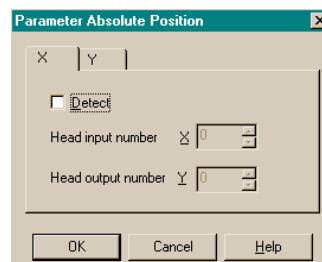 Parameter Absolute Position
X Y
Detect
Head input number X 0
Head output number Y 0
OK Cancel Help